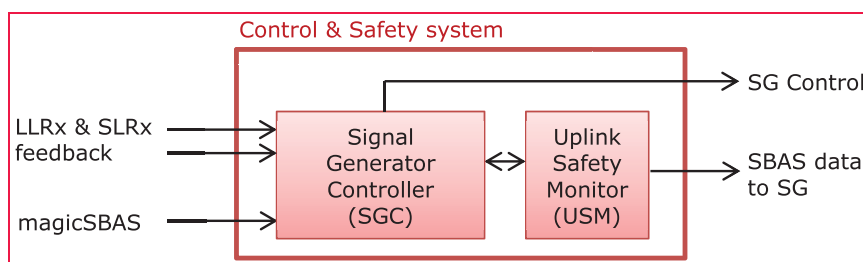 Control & Safety system
SG Control
LLRx & SLRx
feedback
magicSBAS
Signal
Generator
Controller
(SGC)
Uplink
Safety
Monitor
(USM)
SBAS data
to SG